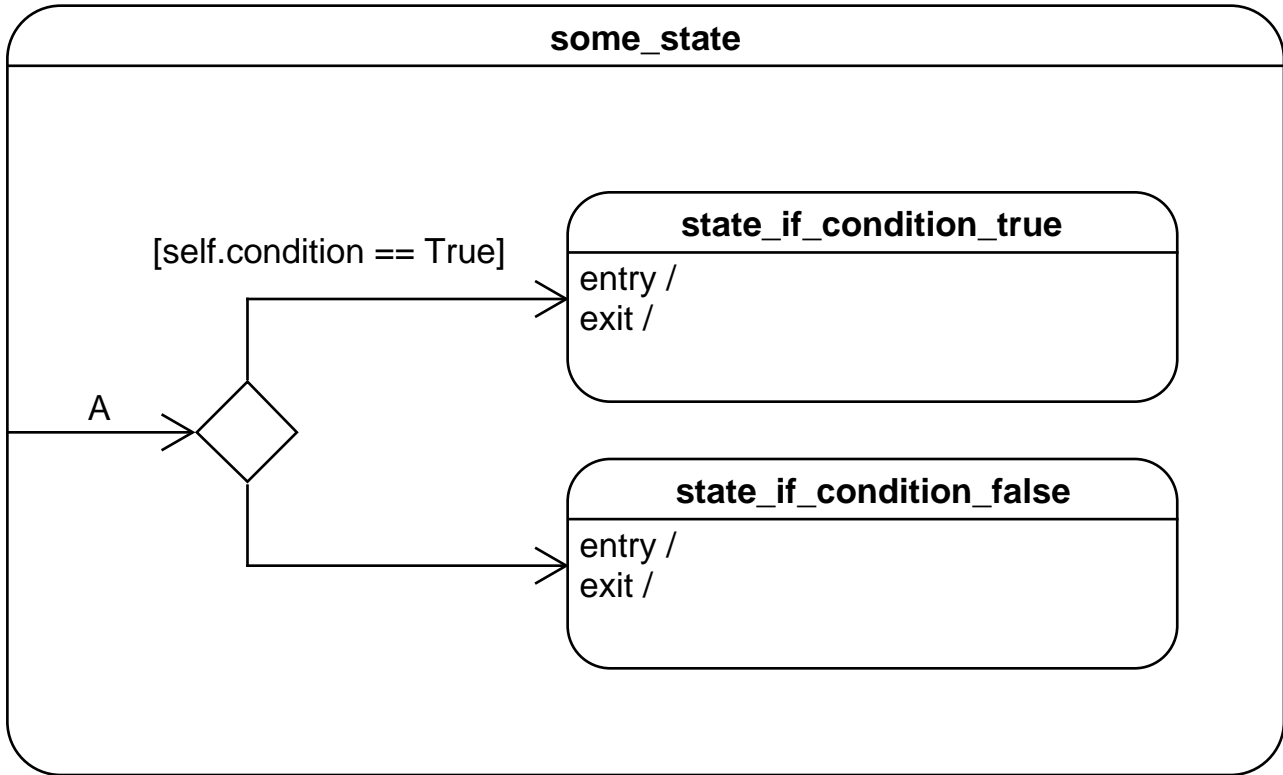 some_state
[self.condition == True]
state_if_condition_true
entry /
exit /
A
state_if_condition_false
entry /
exit /